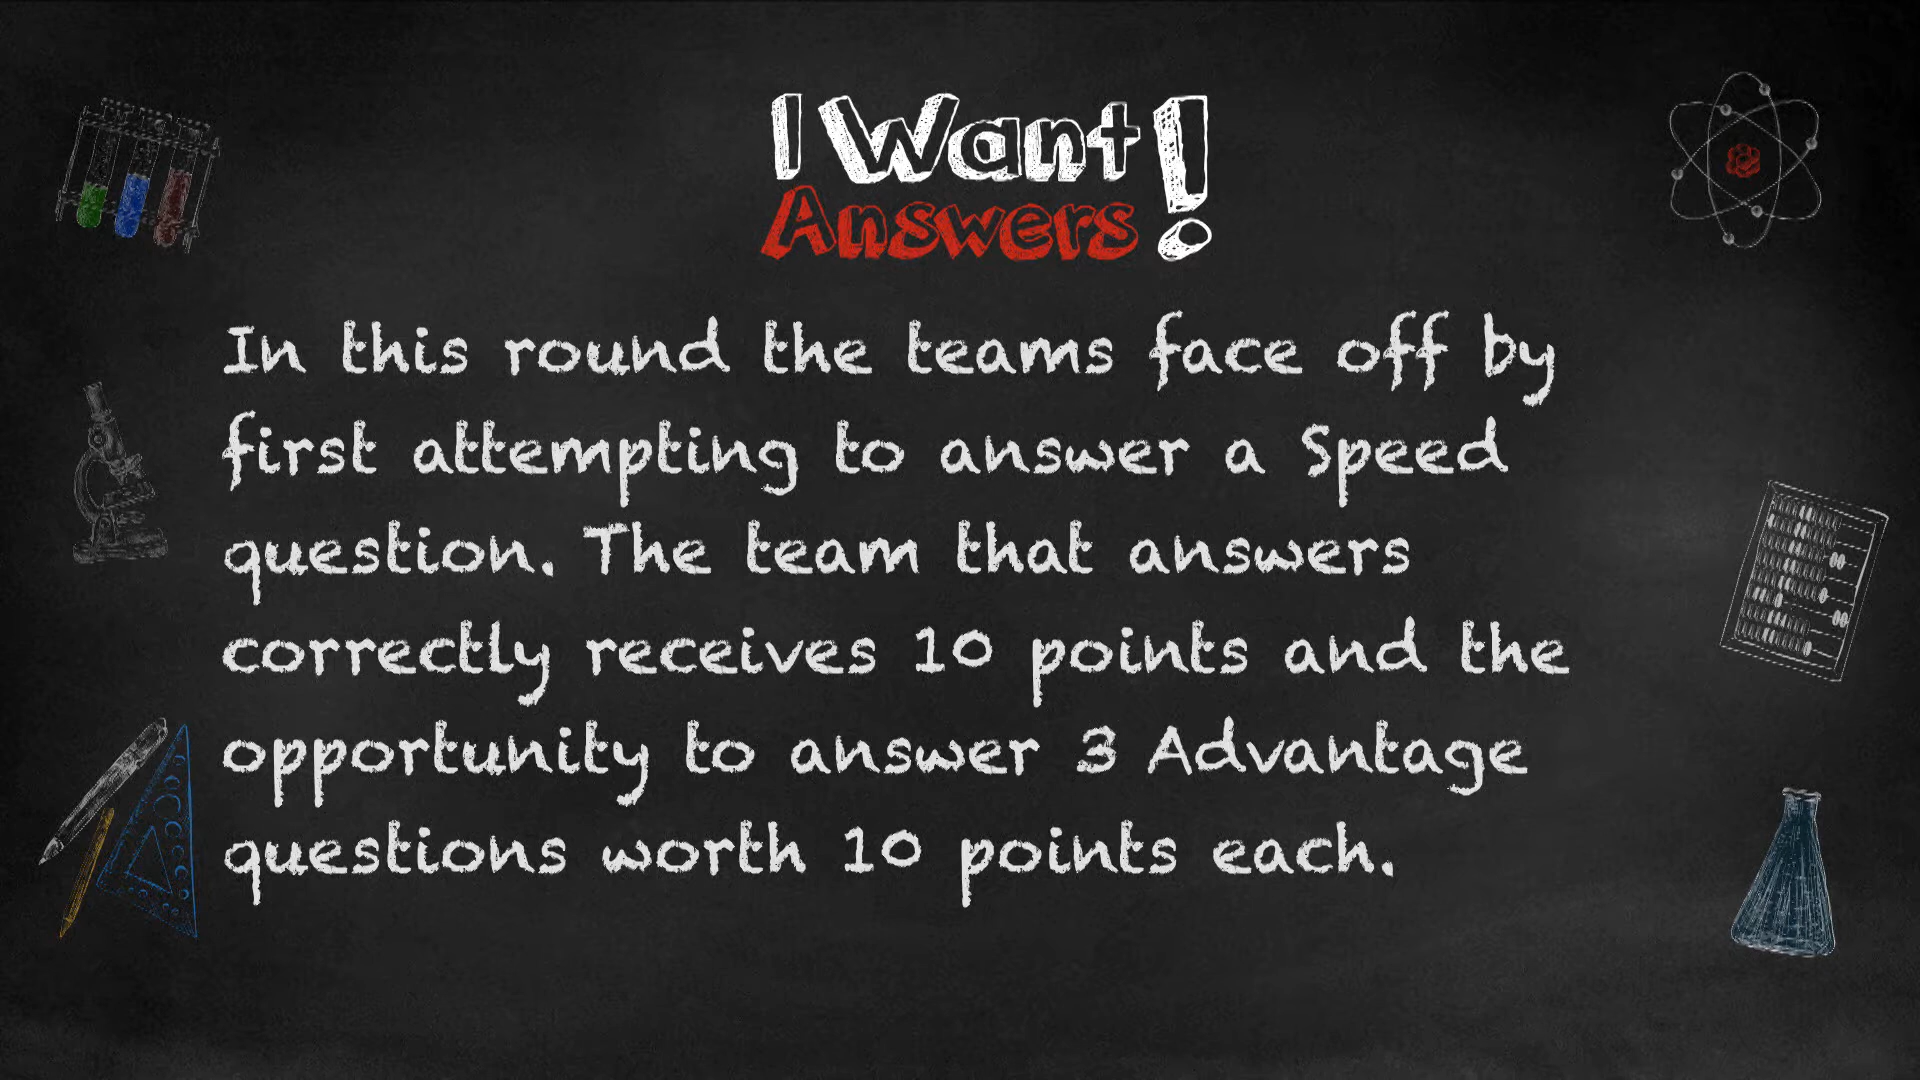 I Want!
Answers
In this round the teams face off by
first attempting to answer a Speed
question. The team that answers
correctly receives 10 points and the
opportunity to answer 3 Advantage
questions worth 10 points each.